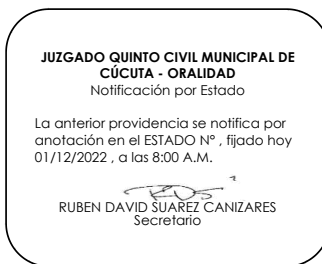 JUZGADO QUINTO CIVIL MUNICIPAL DE
CÚCUTA - ORALIDAD
Notificación por Estado
La anterior providencia se notifica por
anotación en el ESTADO N° , fijado hoy
01/12/2022 , a las 8:00 A.M.
RUBEN DAVID SUAREZ CANIZARES
Secretario